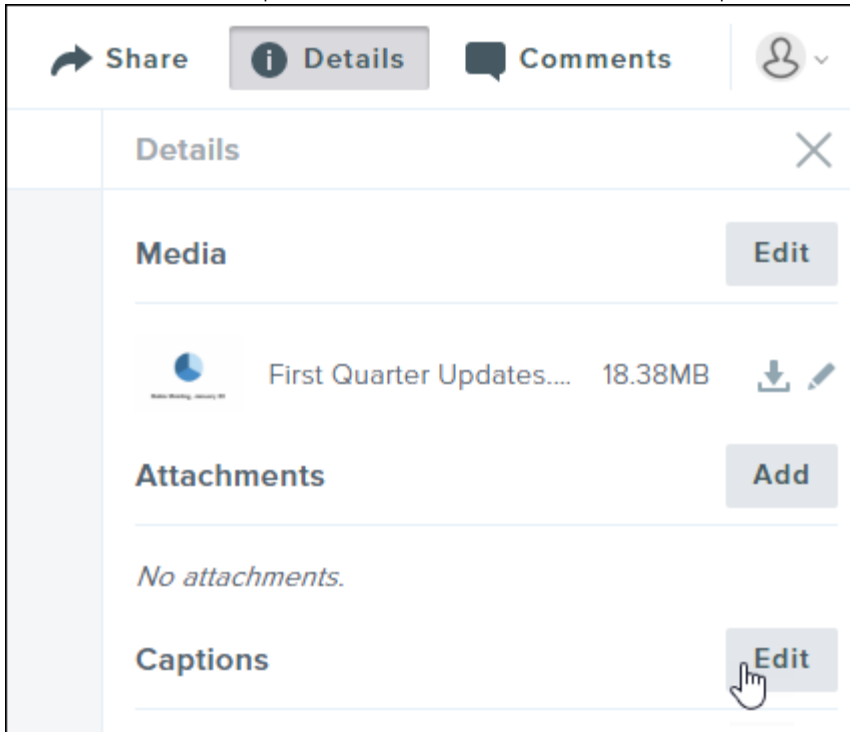 Share Details Comments
Details
Media Edit
First Quarter Updates.... 18.38MB
Attachments Add
No attachments.
Captions Edit